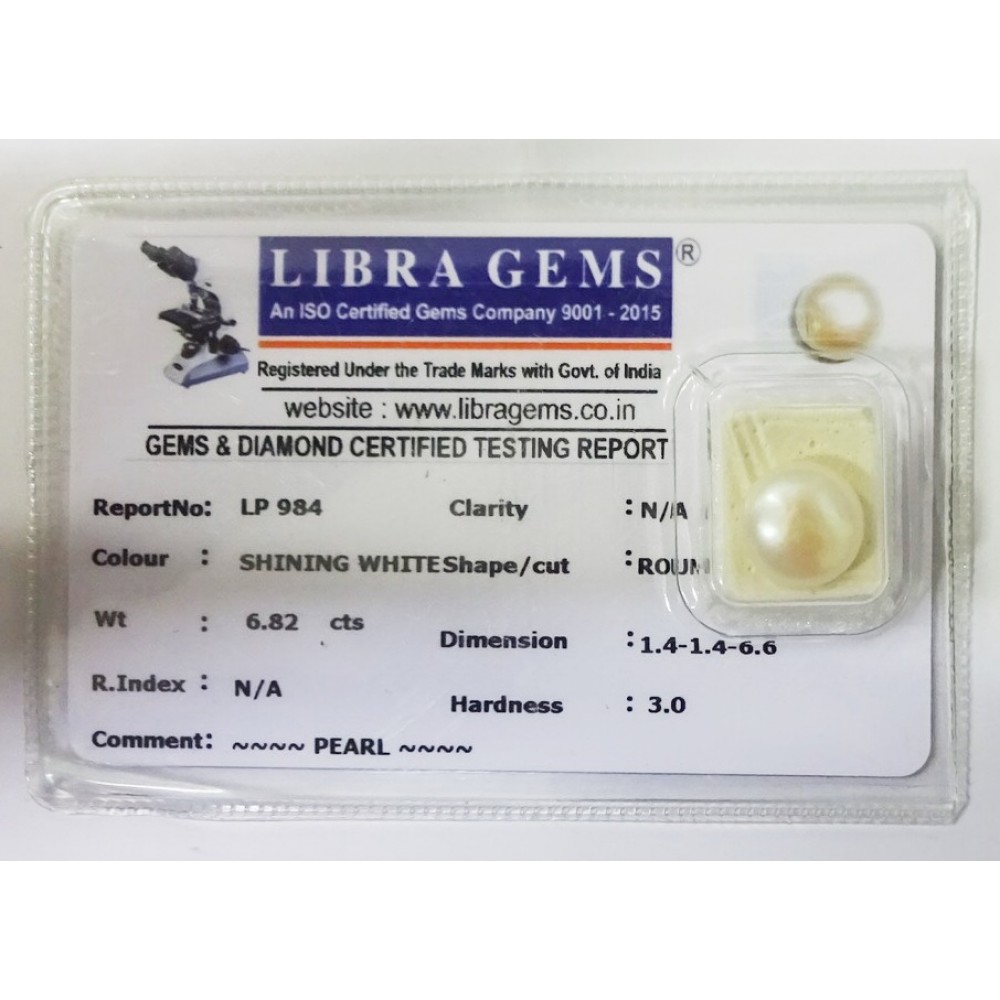 LIBRA GEMS ®
An ISO Certified Gems Company 9001 - 2015
Registered Under the Trade Marks with Govt. of India
website : www.libragems.co.in
GEMS & DIAMOND CERTIFIED TESTING REPORT
ReportNo: LP 984 Clarity : N/A
Colour : SHINING WHITE Shape/cut :
Wt : 6.82 cts Dimension : 1.4-1.4-6.6
R.Index : N/A Hardness : 3.0
Comment: ~~~~ PEARL ~~~~